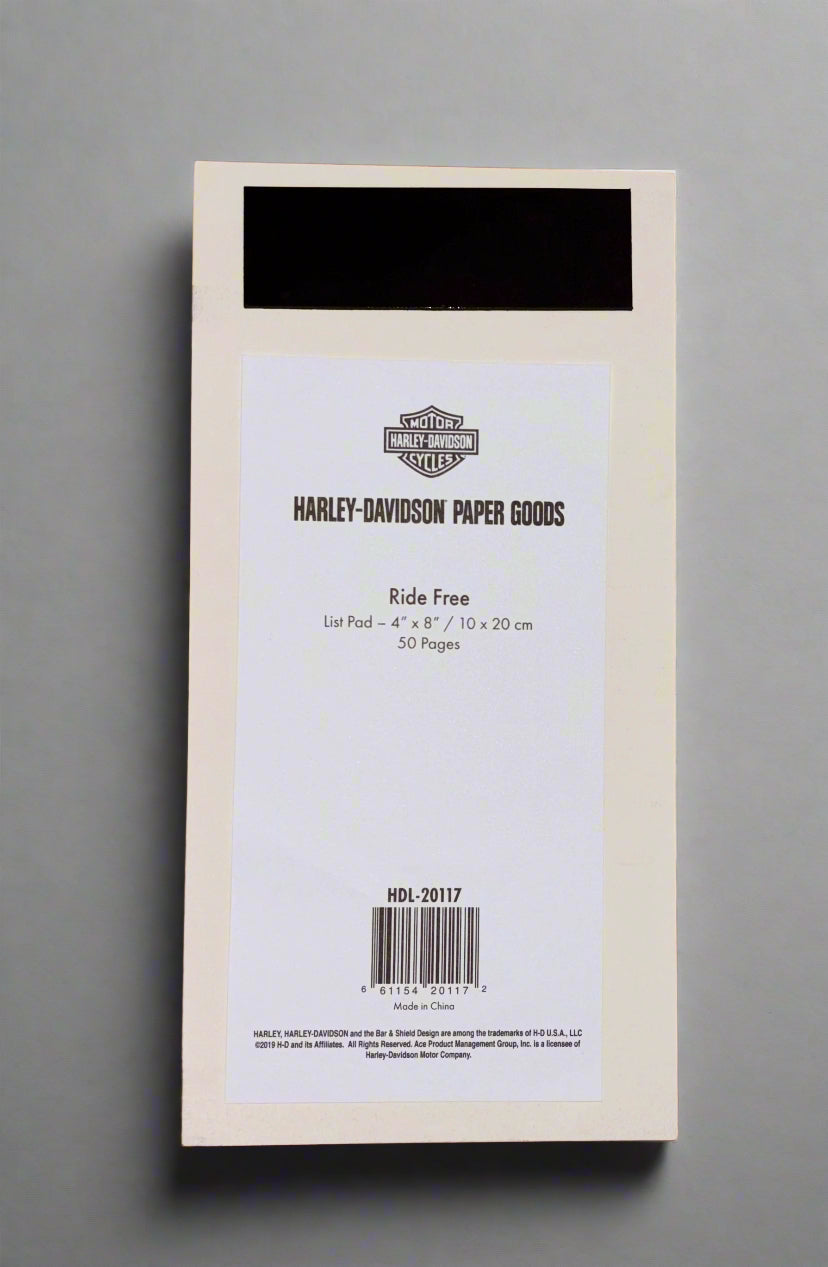 MOTOR
HARLEY-DAVIDSON
CYCLES
HARLEY-DAVIDSON PAPER GOODS
Ride Free
List Pad – 4” x 8” / 10 x 20 cm
50 Pages
HDL-20117
6 61154 20117 2
Made in China
HARLEY, HARLEY-DAVIDSON and the Bar & Shield Design are among the trademarks of H-D U.S.A., LLC
©2019 H-D and its Affiliates. All Rights Reserved. Ace Product Management Group, Inc. is a licensee of
Harley-Davidson Motor Company.